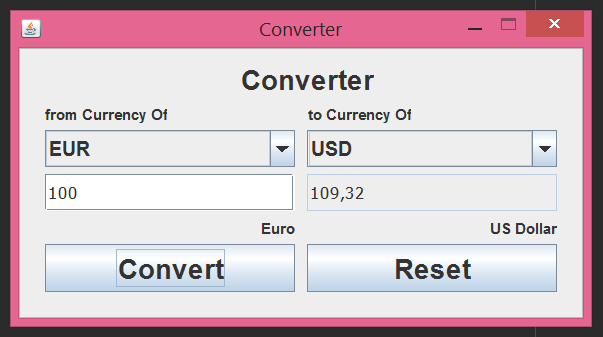 Converter
Converter
from Currency Of to Currency Of
EUR USD
100 109,32
Euro US Dollar
Convert Reset